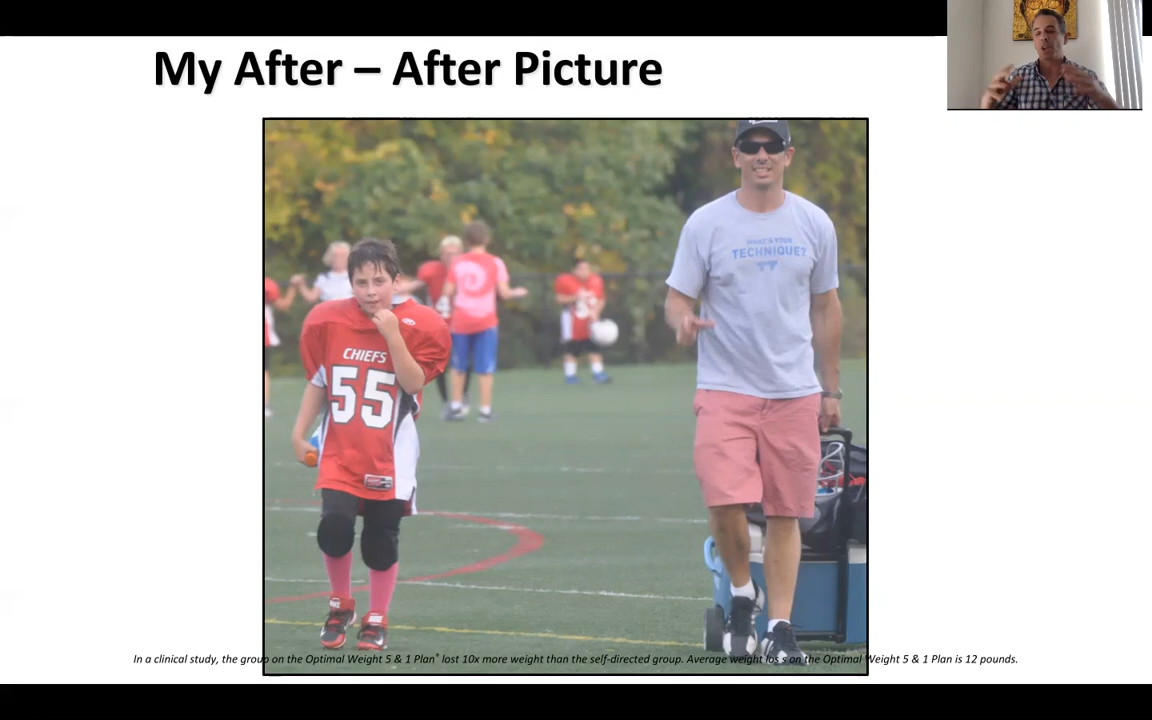 My After – After Picture
WHAT'S YOUR
TECHNIQUE?
CHIEFS
55
In a clinical study, the group on the Optimal Weight 5 & 1 Plan® lost 10x more weight than the self-directed group. Average weight loss on the Optimal Weight 5 & 1 Plan is 12 pounds.